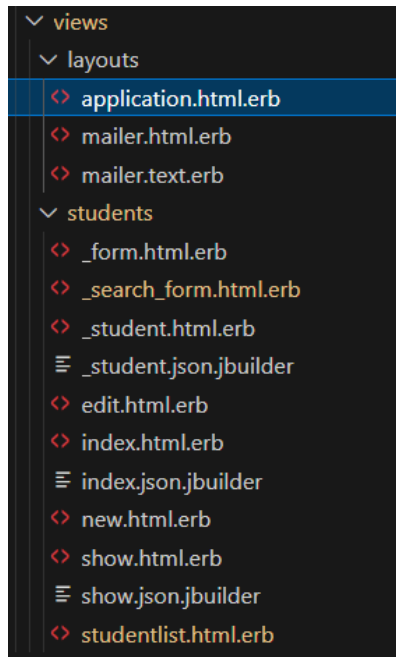 views
layouts
application.html.erb
mailer.html.erb
mailer.text.erb
students
_form.html.erb
_search_form.html.erb
_student.html.erb
_student.json.jbuilder
edit.html.erb
index.html.erb
index.json.jbuilder
new.html.erb
show.html.erb
show.json.jbuilder
studentlist.html.erb